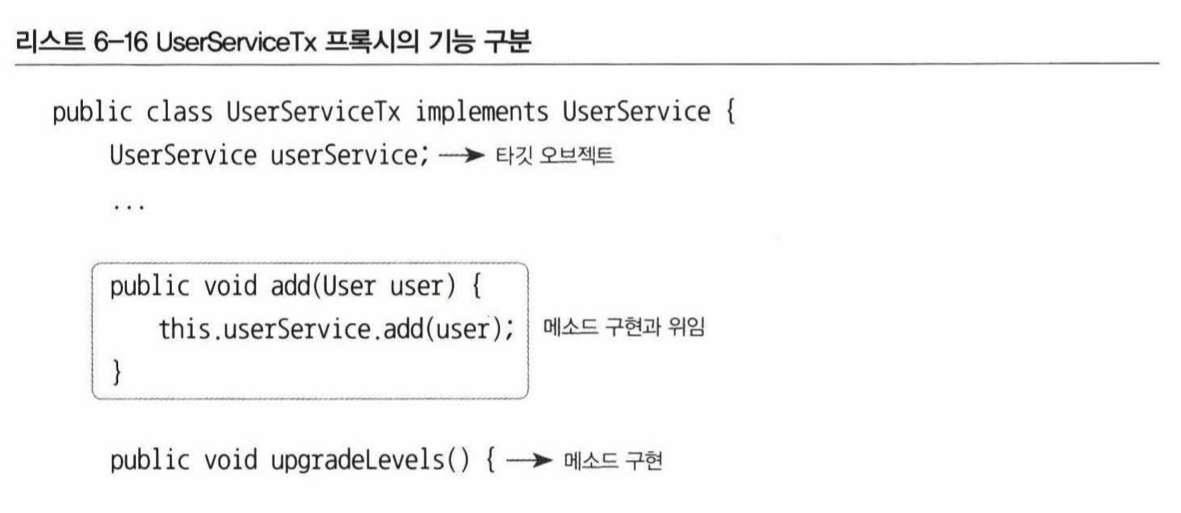 리스트 6-16 UserServiceTx 프록시의 기능 구분
public class UserServiceTx implements UserService {
UserService userService; → 타깃 오브젝트
...
public void add(User user) {
this.userService.add(user); 메소드 구현과 위임
}
public void upgradeLevels() { → 메소드 구현